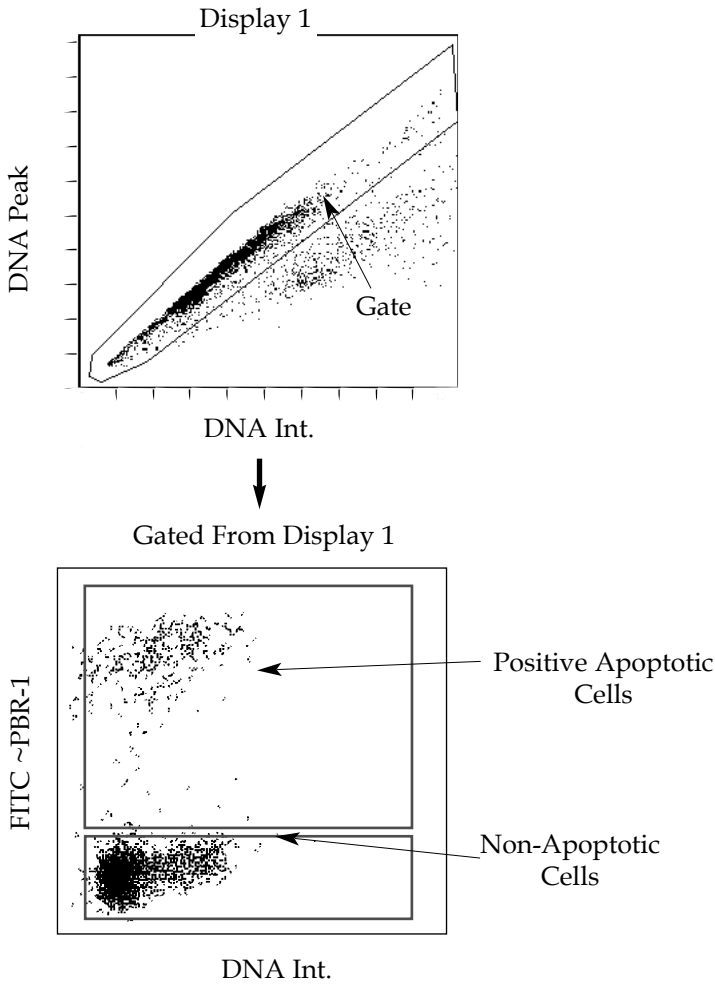 Display 1
DNA Peak
Gate
DNA Int.
Gated From Display 1
FITC ~PBR-1
Positive Apoptotic
Cells
Non-Apoptotic
Cells
DNA Int.